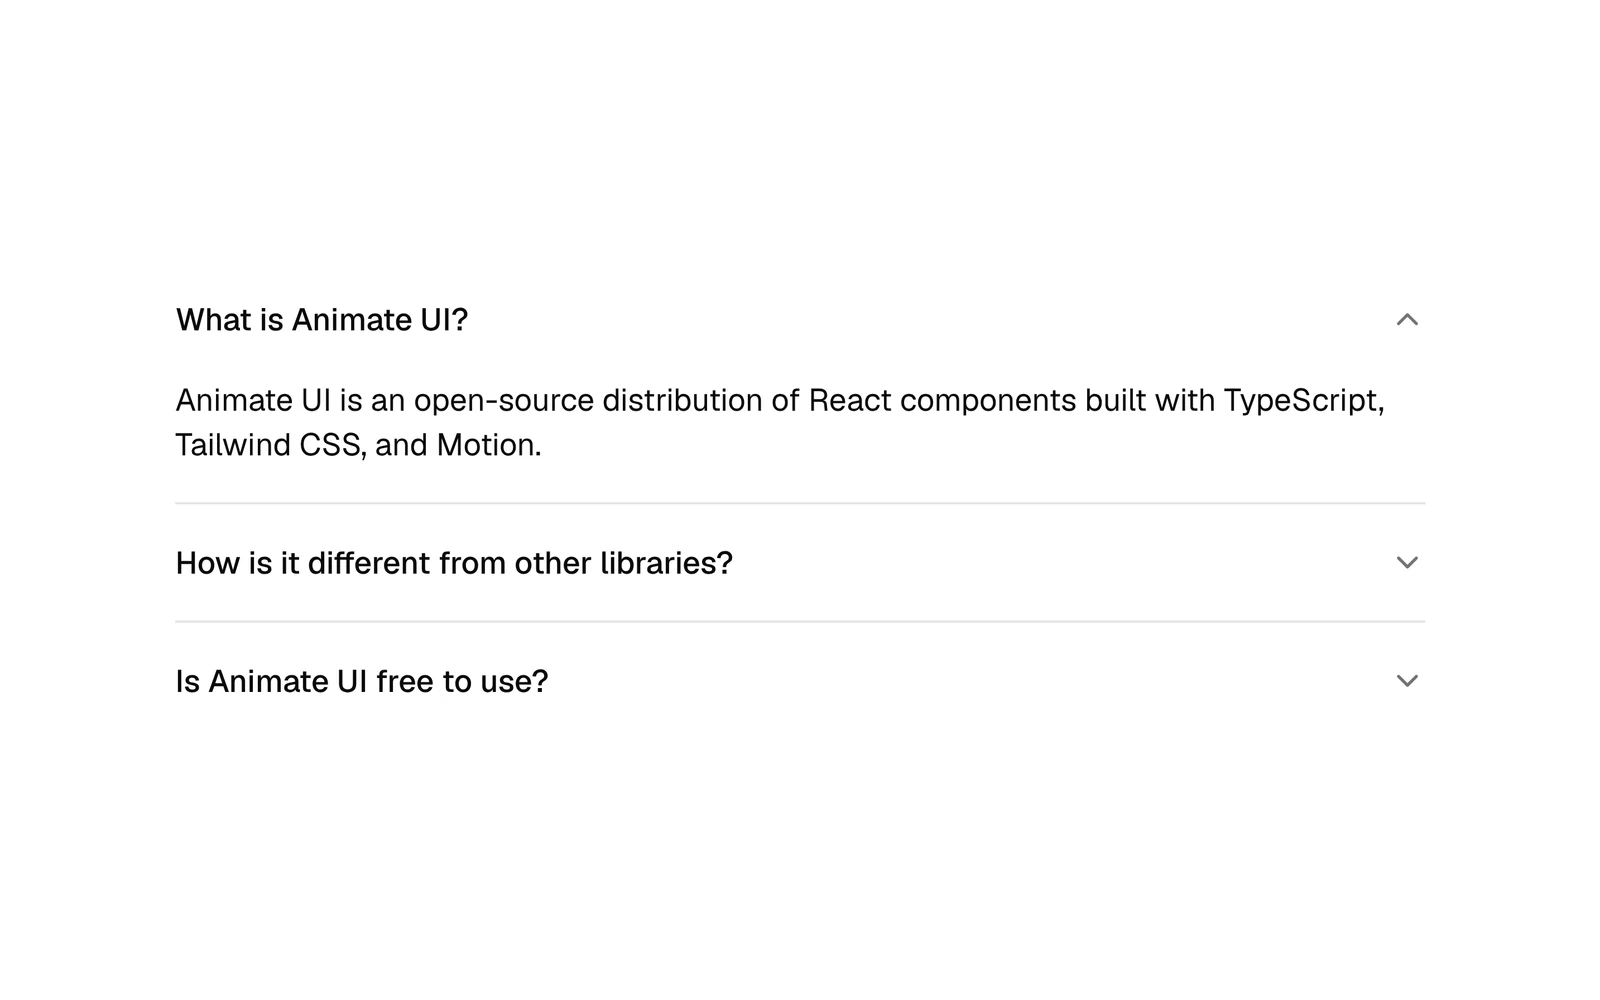 What is Animate UI?
Animate UI is an open-source distribution of React components built with TypeScript,
Tailwind CSS, and Motion.
How is it different from other libraries?
Is Animate UI free to use?